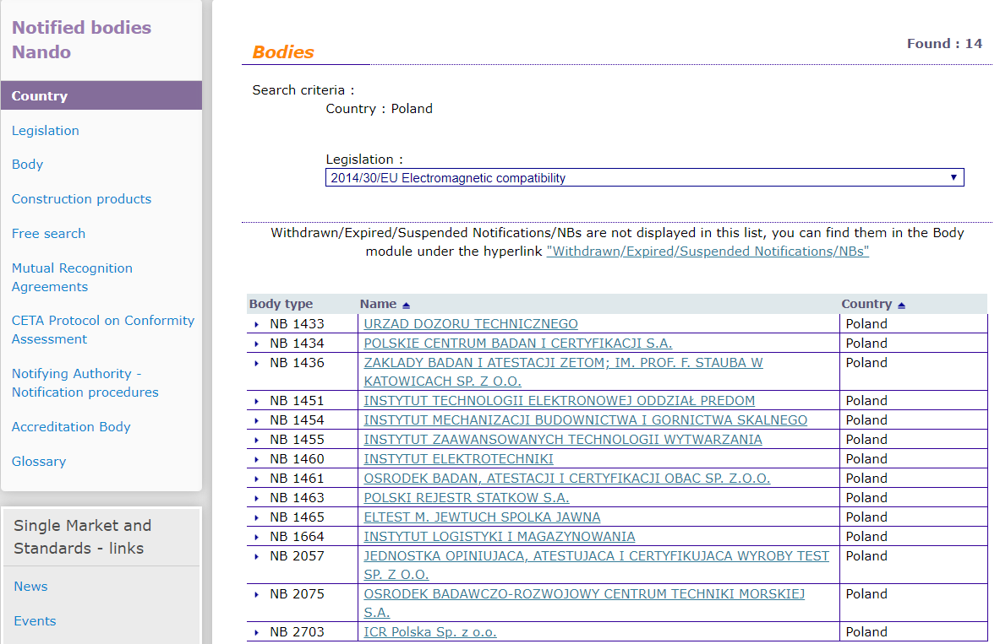 Notified bodies
Nando
Country
Legislation
Body
Construction products
Free search
Mutual Recognition
Agreements
CETA Protocol on Conformity
Assessment
Notifying Authority -
Notification procedures
Accreditation Body
Glossary
Single Market and
Standards - links
News
Events
Bodies
Found : 14
Search criteria :
Country : Poland
Legislation :
2014/30/EU Electromagnetic compatibility
Withdrawn/Expired/Suspended Notifications/NBs are not displayed in this list, you can find them in the Body
module under the hyperlink "Withdrawn/Expired/Suspended Notifications/NBs"
Body type Name Country
NB 1433 URZAD DOZORU TECHNICZNEGO Poland
NB 1434 POLSKIE CENTRUM BADAN I CERTYFIKACJI S.A. Poland
NB 1436 ZAKLADY BADAN I ATESTACJI ZETOM; IM. PROF. F. STAUBA W Poland
KATOWICACH SP. Z O.O.
NB 1451 INSTYTUT TECHNOLOGII ELEKTRONOWEJ ODDZIAŁ PREDOM Poland
NB 1454 INSTYTUT MECHANIZACJI BUDOWNICTWA I GORNICTWA SKALNEGO Poland
NB 1455 INSTYTUT ZAAWANSOWANYCH TECHNOLOGII WYTWARZANIA Poland
NB 1460 INSTYTUT ELEKTROTECHNIKI Poland
NB 1461 OSRODEK BADAN, ATESTACJI I CERTYFIKACJI OBAC SP. Z.O.O. Poland
NB 1463 POLSKI REJESTR STATKOW S.A. Poland
NB 1465 ELTEST M. JEWTUCH SPOLKA JAWNA Poland
NB 1664 INSTYTUT LOGISTYKI I MAGAZYNOWANIA Poland
NB 2057 JEDNOSTKA OPINIUJACA, ATESTUJACA I CERTYFIKUJACA WYROBY TEST Poland
SP. Z O.O.
NB 2075 OSRODEK BADAWCZO-ROZWOJOWY CENTRUM TECHNIKI MORSKIEJ Poland
S.A.
NB 2703 ICR Polska Sp. z o.o. Poland